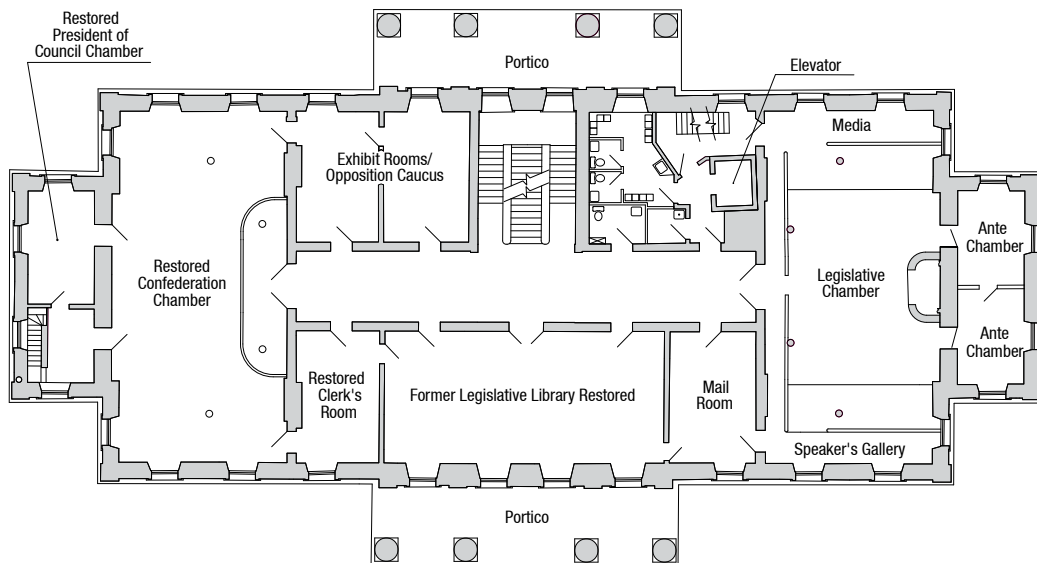 Restored
President of
Council Chamber
Portico
Elevator
Media
Exhibit Rooms/
Opposition Caucus
Ante
Chamber
Restored
Confederation
Chamber
Legislative
Chamber
Ante
Chamber
Restored
Clerk's
Room
Former Legislative Library Restored
Mail
Room
Speaker's Gallery
Portico